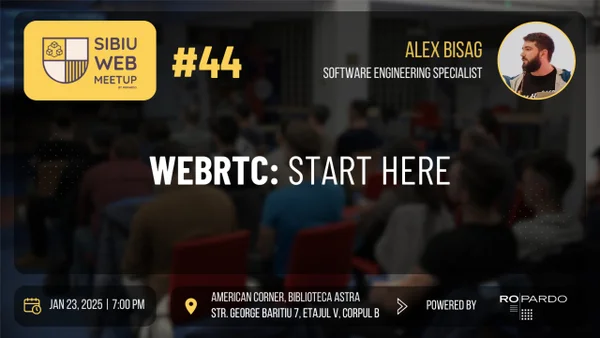 SIBIU
WEB
MEETUP
#44
ALEX BISAG
SOFTWARE ENGINEERING SPECIALIST
WEBRTC: START HERE
JAN 23, 2025 | 7:00 PM
AMERICAN CORNER, BIBLIOTECA ASTRA
STR. GEORGE BARITIU 7, ETAJUL V, CORPUL B
POWERED BY
ROPARDO